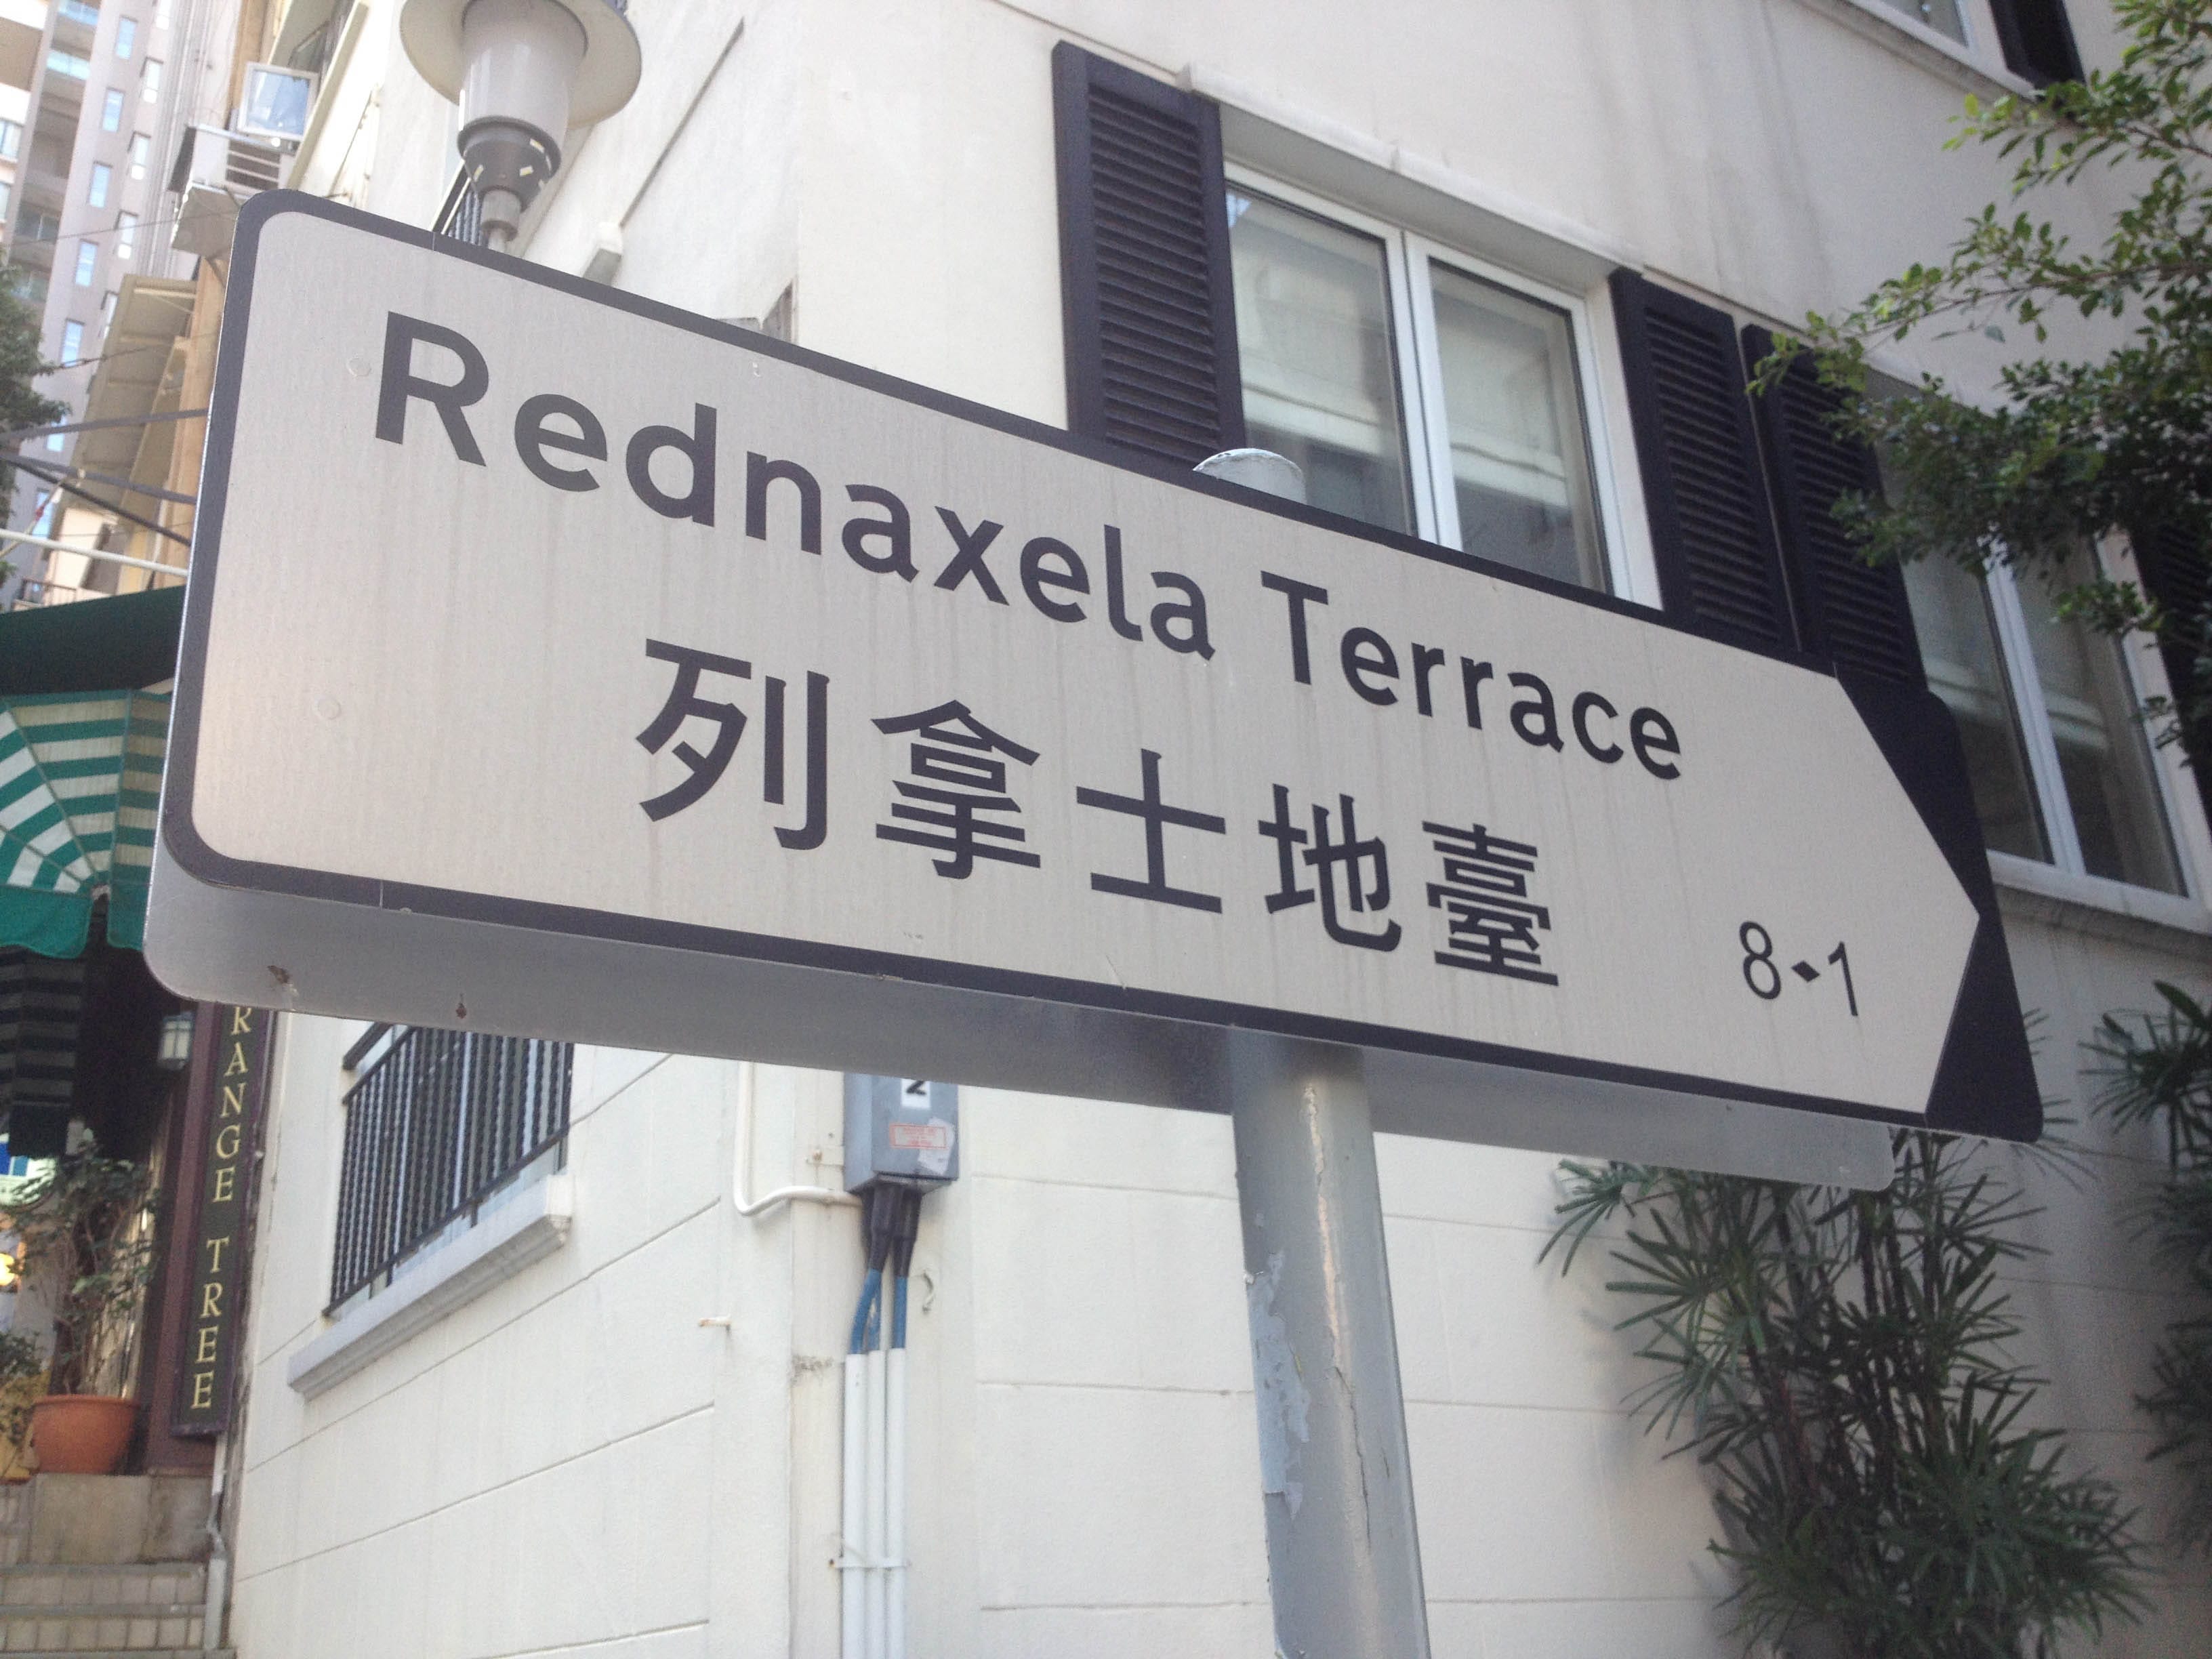 Rednaxela Terrace
列拿士地臺
8◆1
RANGE TREE
N